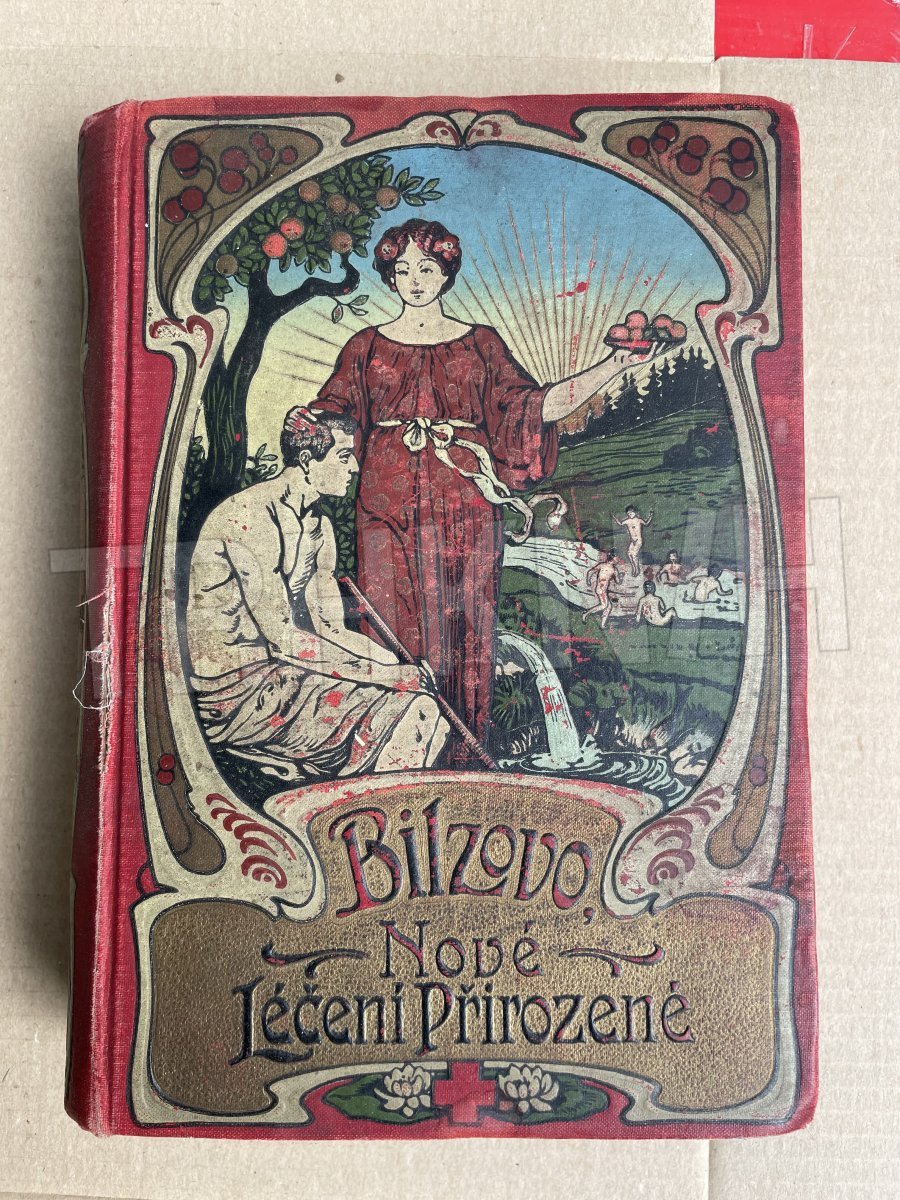 Bilzovo,
Nové
Léčení Přirozené